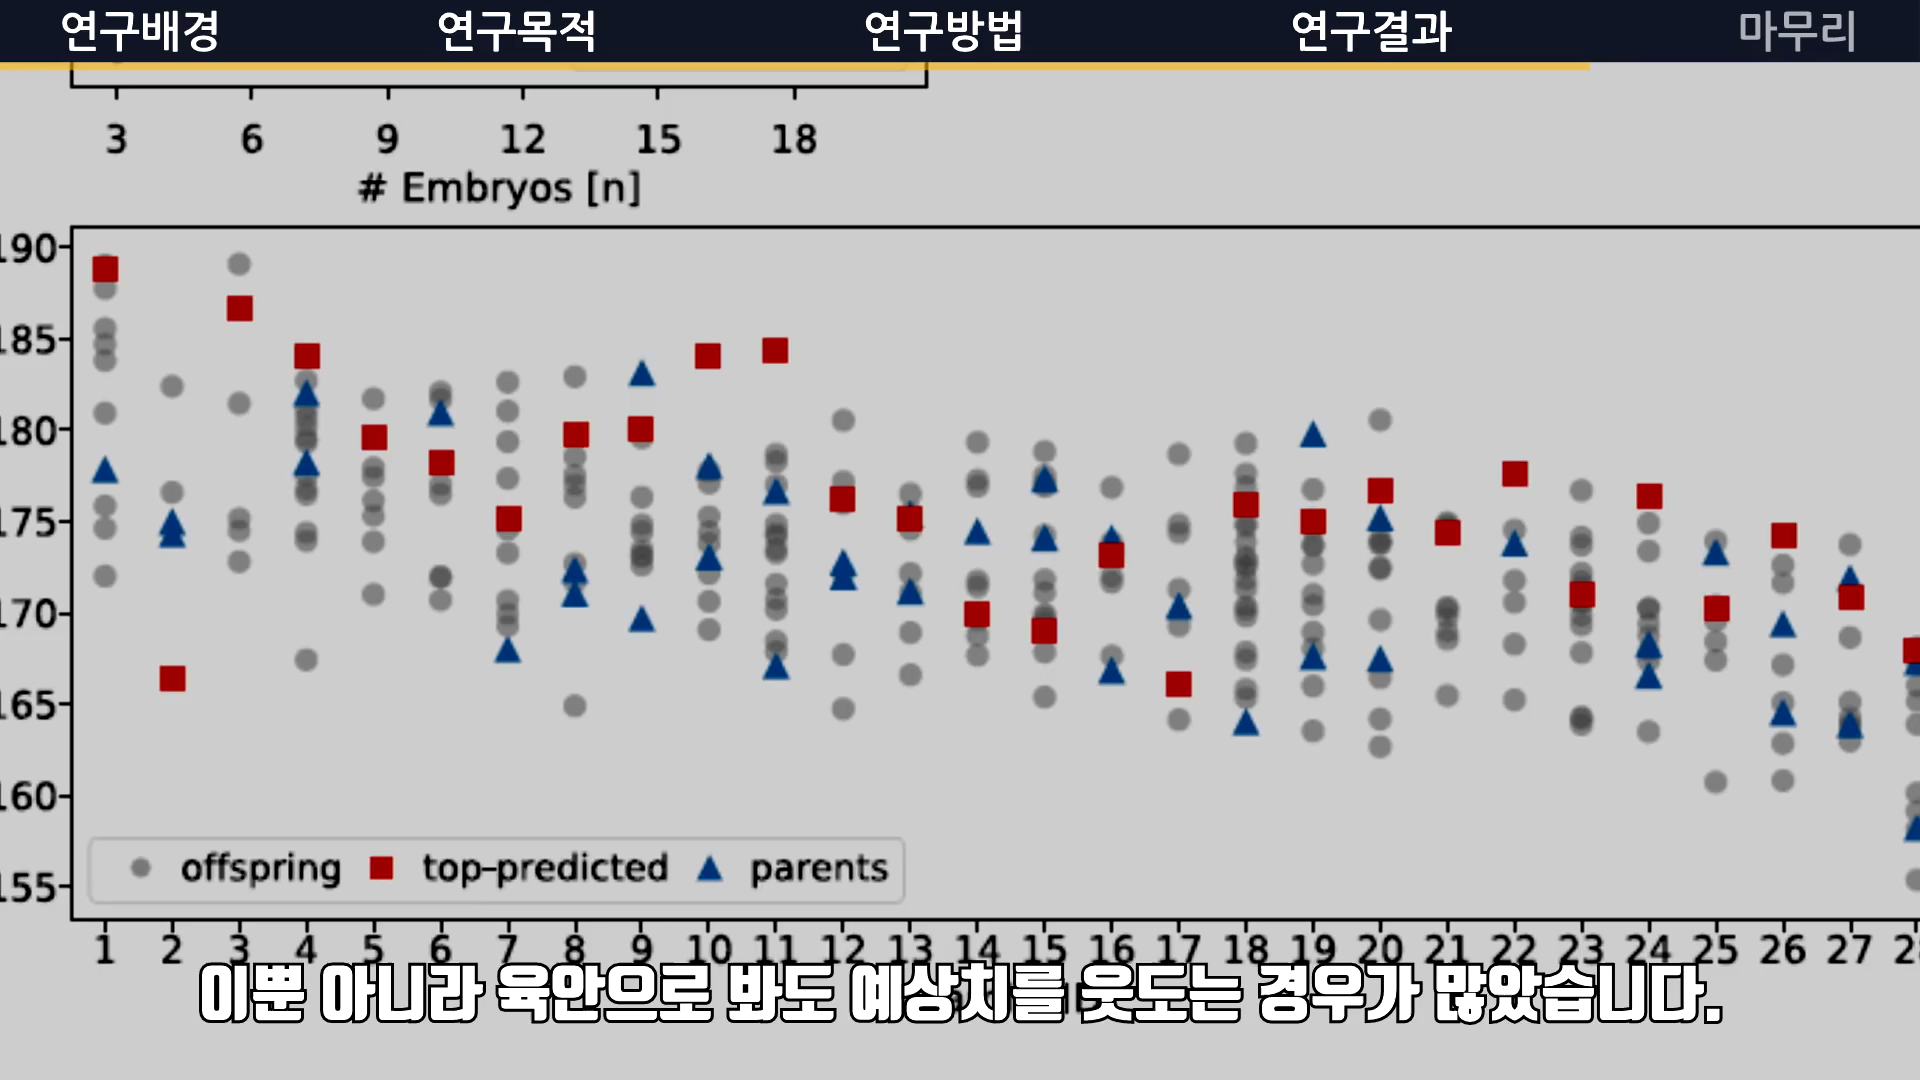 연구배경 연구목적 연구방법 연구결과 마무리
3 6 9 12 15 18
# Embryos [n]
190
185
180
175
170
165
160
155
offspring top-predicted parents
1 2 3 4 5 6 7 8 9 10 11 12 13 14 15 16 17 18 19 20 21 22 23 24 25 26 27
이뿐 아니라 육안으로 봐도 예상치를 웃도는 경우가 많았습니다.